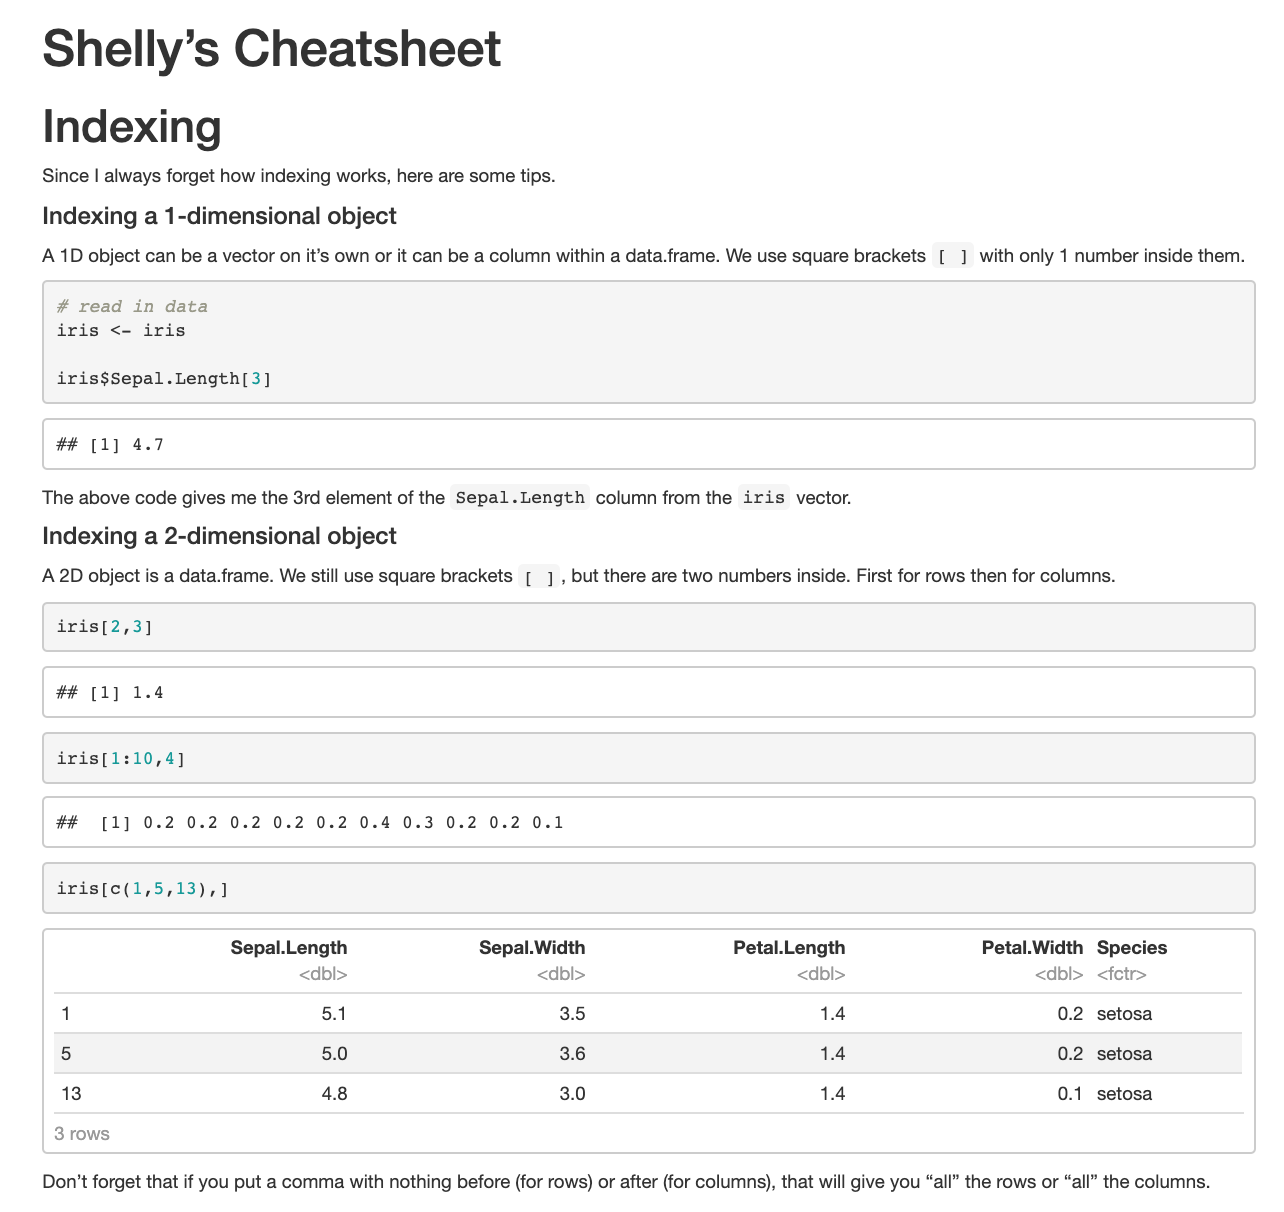 Shelly’s Cheatsheet
Indexing
Since I always forget how indexing works, here are some tips.
Indexing a 1-dimensional object
A 1D object can be a vector on it’s own or it can be a column within a data.frame. We use square brackets [ ] with only 1 number inside them.
# read in data
iris <- iris
iris$Sepal.Length[3]
## [1] 4.7
The above code gives me the 3rd element of the Sepal.Length column from the iris vector.
Indexing a 2-dimensional object
A 2D object is a data.frame. We still use square brackets [ ], but there are two numbers inside. First for rows then for columns.
iris[2,3]
## [1] 1.4
iris[1:10,4]
##  [1] 0.2 0.2 0.2 0.2 0.2 0.4 0.3 0.2 0.2 0.1
iris[c(1,5,13),]
Sepal.Length Sepal.Width Petal.Length Petal.Width Species
<dbl> <dbl> <dbl> <dbl> <fctr>
1 5.1 3.5 1.4 0.2 setosa
5 5.0 3.6 1.4 0.2 setosa
13 4.8 3.0 1.4 0.1 setosa
3 rows
Don’t forget that if you put a comma with nothing before (for rows) or after (for columns), that will give you “all” the rows or “all” the columns.